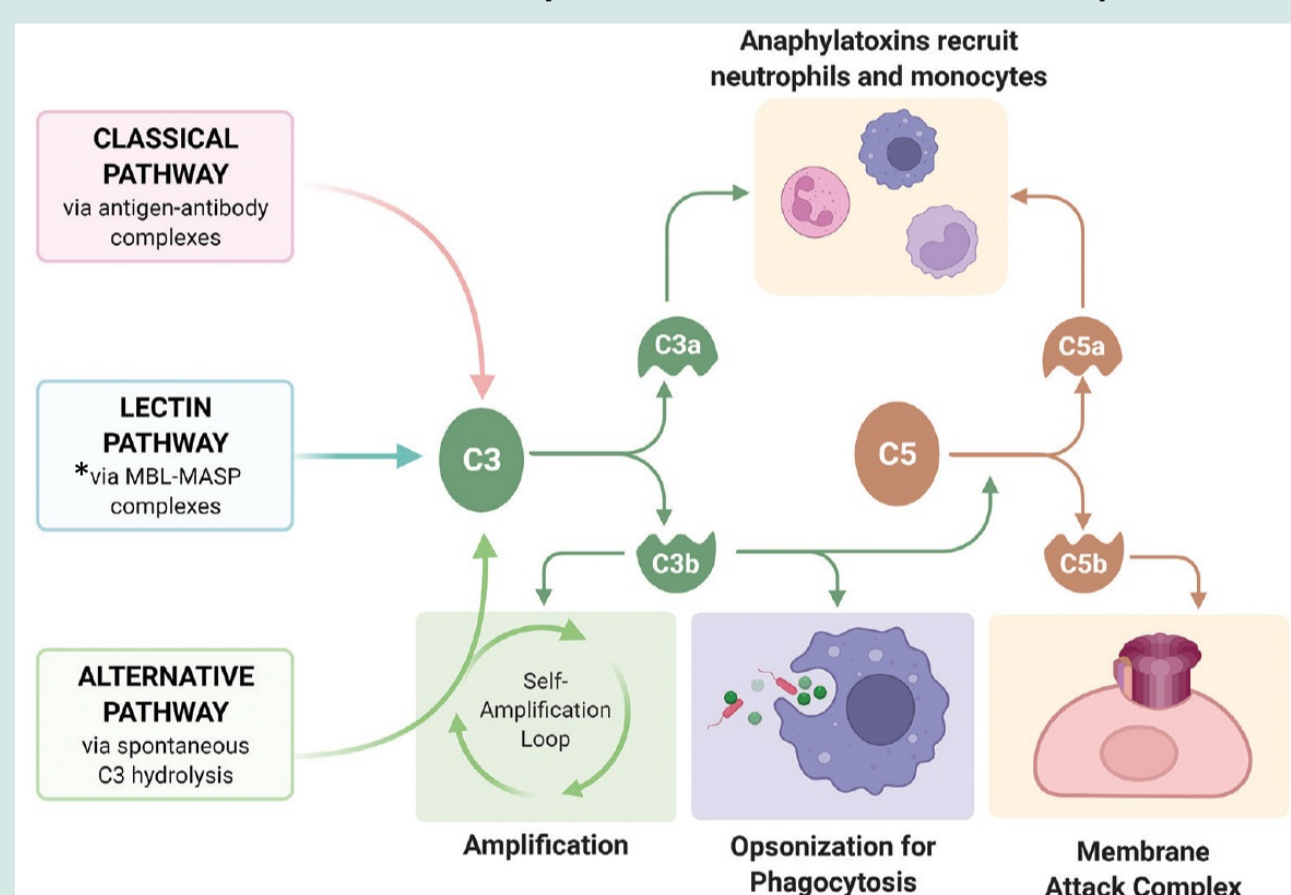 Anaphylatoxins recruit
neutrophils and monocytes
CLASSICAL
PATHWAY
via antigen-antibody
complexes
C3a
C5a
LECTIN
PATHWAY
*via MBL-MASP
complexes
C3
C5
C3b
C5b
ALTERNATIVE
PATHWAY
via spontaneous
C3 hydrolysis
Self-
Amplification
Loop
Amplification
Opsonization for
Phagocytosis
Membrane
Attack Complex